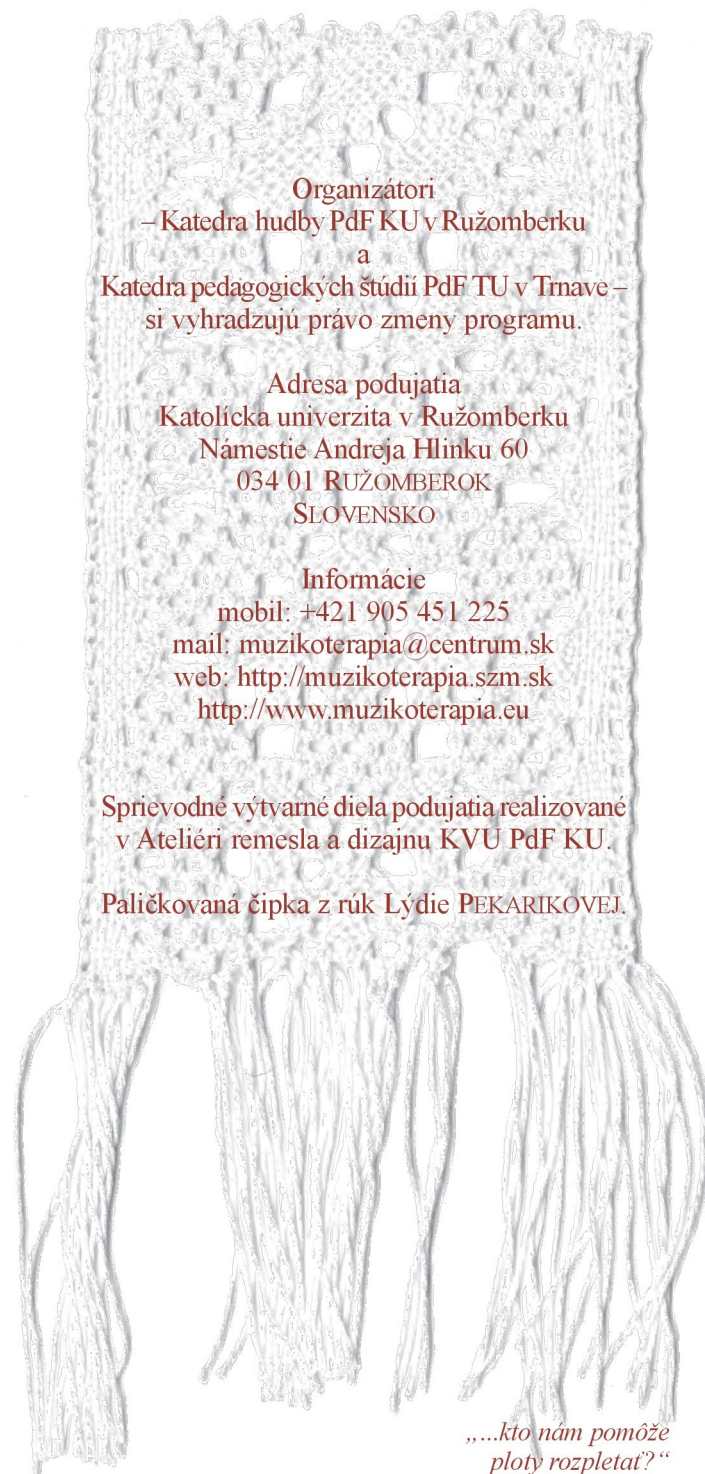 Organizátori
– Katedra hudby PdF KU v Ružomberku
a
Katedra pedagogických štúdií PdF TU v Trnave –
si vyhradzujú právo zmeny programu.
Adresa podujatia
Katolícka univerzita v Ružomberku
Námestie Andreja Hlinku 60
034 01 RUŽOMBEROK
SLOVENSKO
Informácie
mobil: +421 905 451 225
mail: muzikoterapia@centrum.sk
web: http://muzikoterapia.szm.sk
http://www.muzikoterapia.eu
Sprievodné výtvarné diela podujatia realizované
v Ateliéri remesla a dizajnu KVU PdF KU.
Paličkovaná čipka z rúk Lýdie PEKARIKOVEJ.
„...kto nám pomôže
ploty rozpletať?“